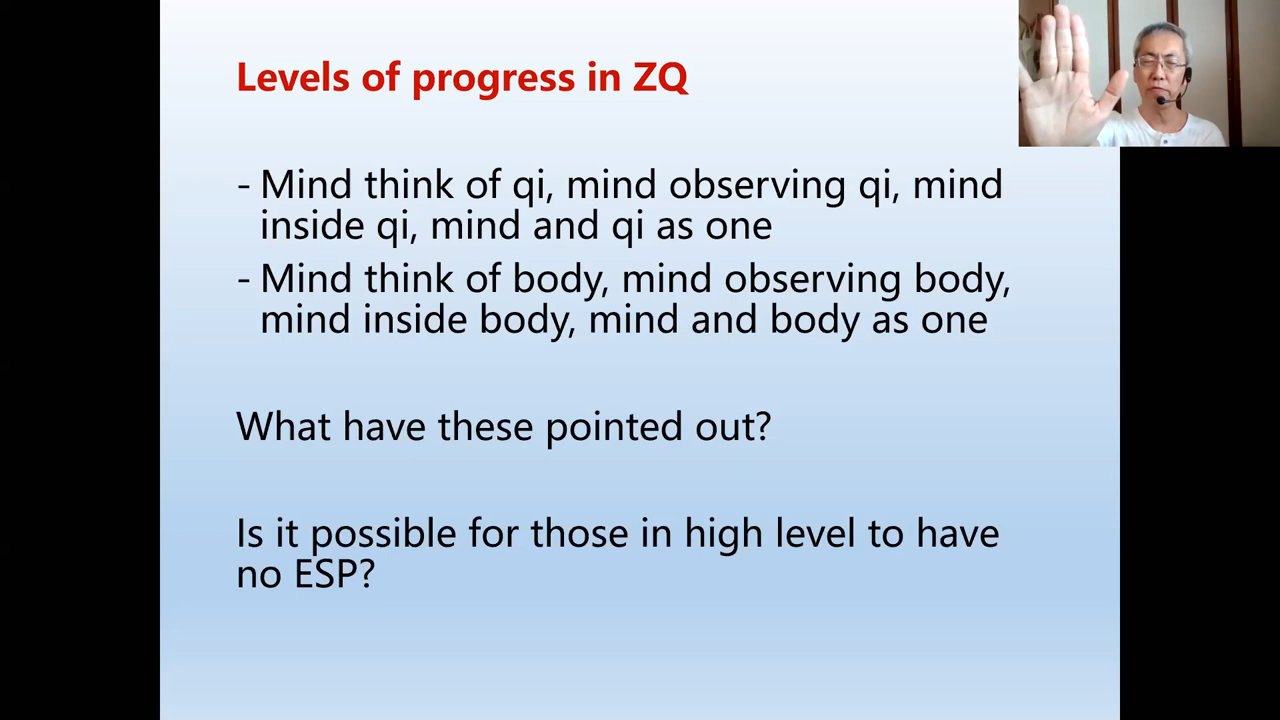 Levels of progress in ZQ
- Mind think of qi, mind observing qi, mind
inside qi, mind and qi as one
- Mind think of body, mind observing body,
mind inside body, mind and body as one
What have these pointed out?
Is it possible for those in high level to have
no ESP?